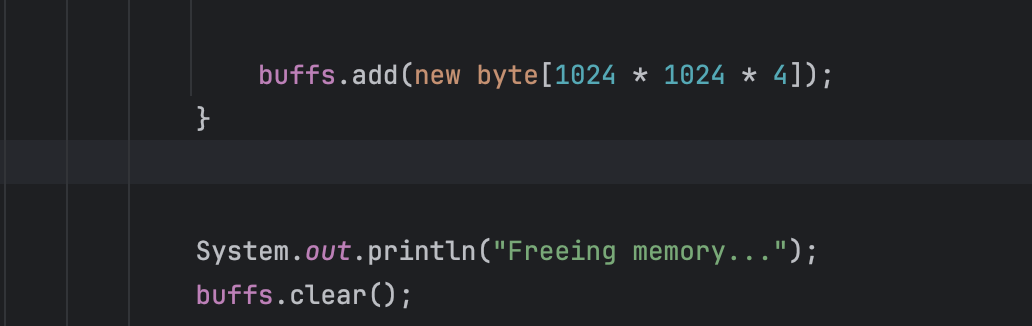 buffs.add(new byte[1024 * 1024 * 4]);
}
System.out.println("Freeing memory...");
buffs.clear();